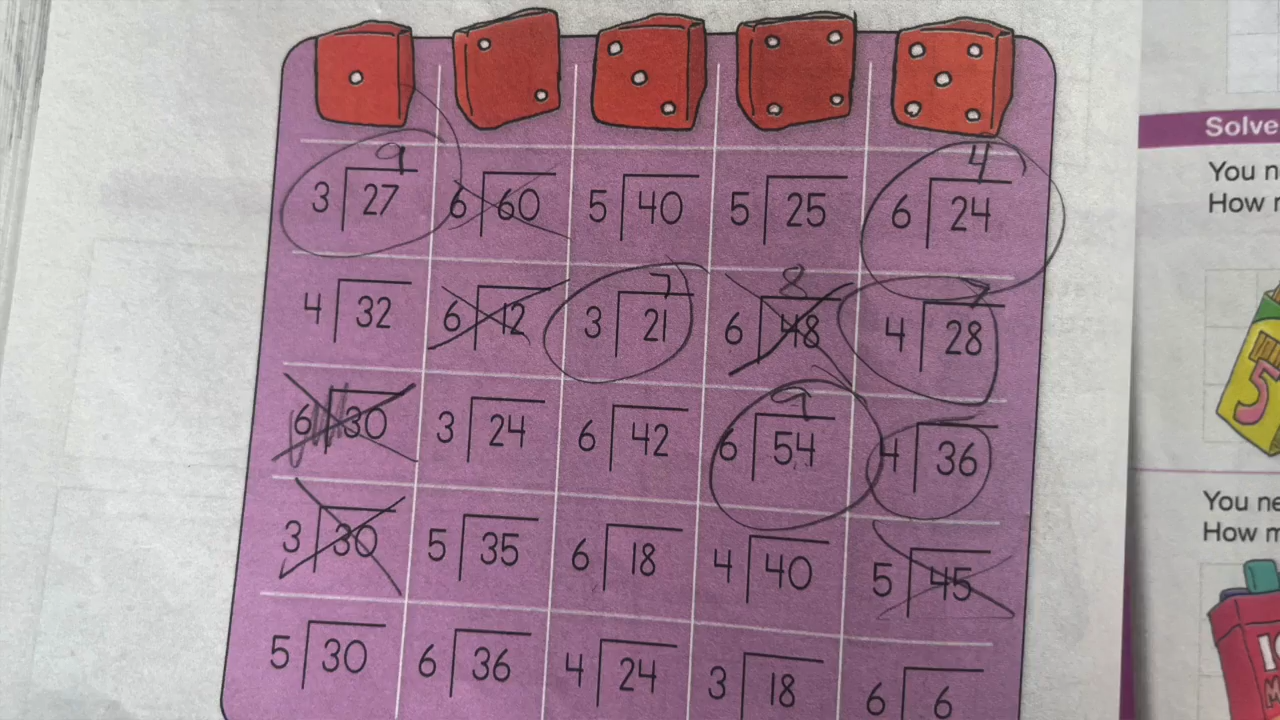 9 4
3 27 6 60 5 40 5 25 6 24
7 8 7
4 32 6 12 3 21 6 48 4 28
9
6 30 3 24 6 42 6 54 4 36
3 30 5 35 6 18 4 40 5 45
5 30 6 36 4 24 3 18 6 6
Solve
You n
How
You ne
How
5